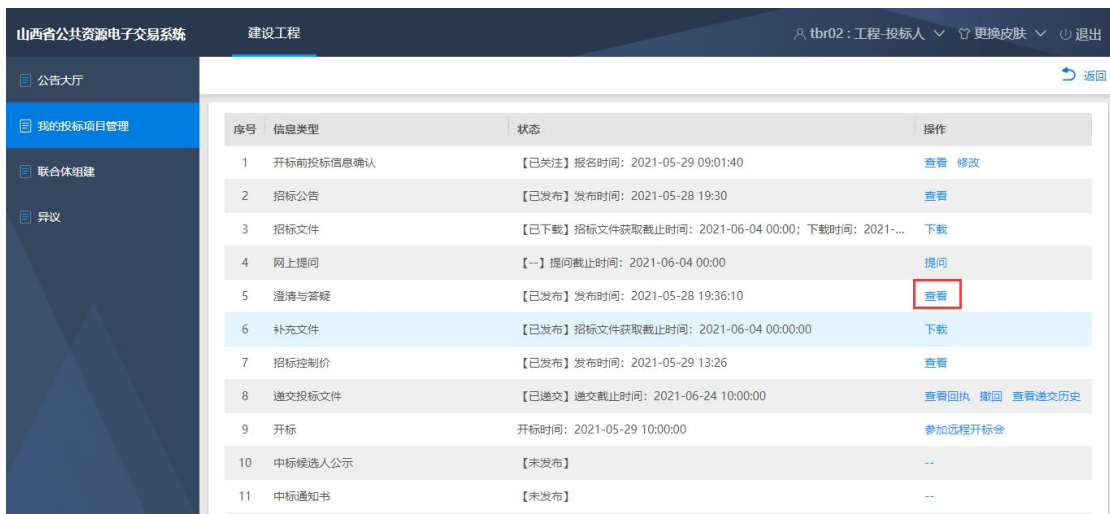 山西省公共资源电子交易系统 建设工程 tbr02 : 工程-投标人 更换皮肤 退出
公告大厅
返回
我的投标项目管理
联合体组建
异议
序号 信息类型 状态 操作
1 开标前投标信息确认 【已关注】报名时间：2021-05-29 09:01:40 查看 修改
2 招标公告 【已发布】发布时间：2021-05-28 19:30 查看
3 招标文件 【已下载】招标文件获取截止时间：2021-06-04 00:00；下载时间：2021-... 下载
4 网上提问 【--】提问截止时间：2021-06-04 00:00 提问
5 澄清与答疑 【已发布】发布时间：2021-05-28 19:36:10 查看
6 补充文件 【已发布】招标文件获取截止时间：2021-06-04 00:00:00 下载
7 招标控制价 【已发布】发布时间：2021-05-29 13:26 查看
8 递交投标文件 【已递交】递交截止时间：2021-06-24 10:00:00 查看回执 撤回 查看递交历史
9 开标 开标时间：2021-05-29 10:00:00 参加远程开标会
10 中标候选人公示 【未发布】 --
11 中标通知书 【未发布】 --